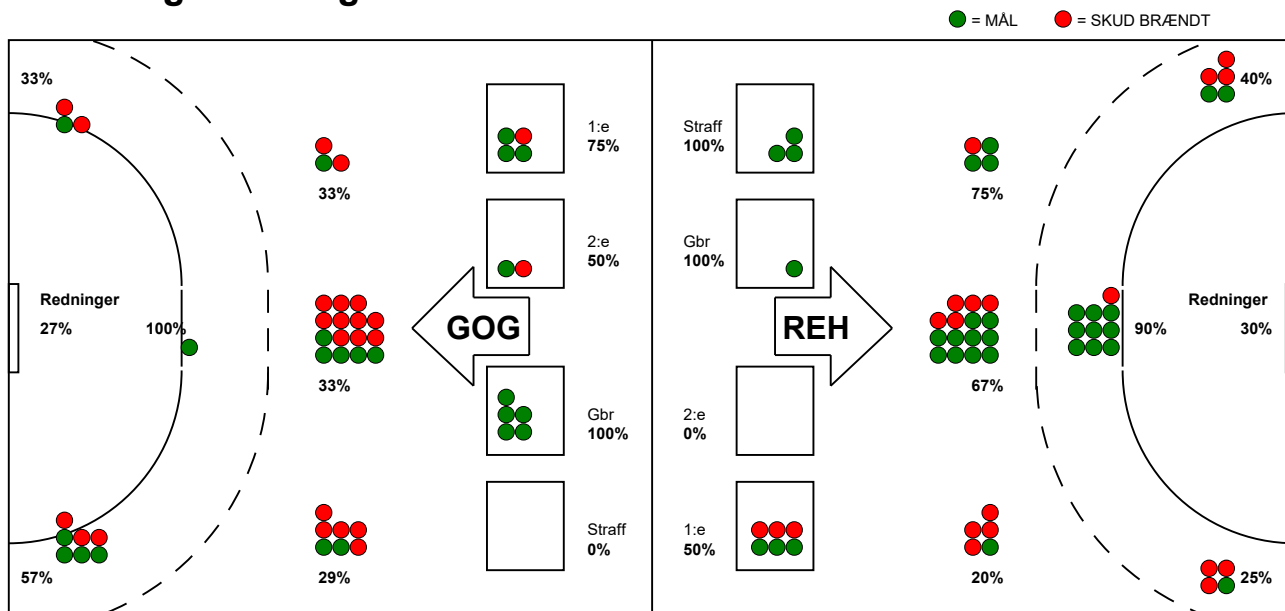 = MÅL
= SKUD BRÆNDT
33%
33%
33%
29%
57%
Redninger
27%
100%
1:e
75%
2:e
50%
GOG
Gbr
100%
Straff
0%
Straff
100%
Gbr
100%
REH
2:e
0%
1:e
50%
75%
67%
20%
40%
90%
Redninger
30%
25%